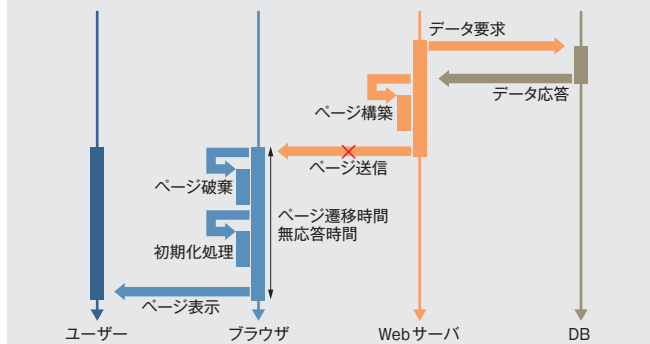 データ要求
データ応答
ページ構築
ページ送信
ページ破棄
ページ遷移時間
無応答時間
初期化処理
ページ表示
ユーザー
ブラウザ
Webサーバ
DB